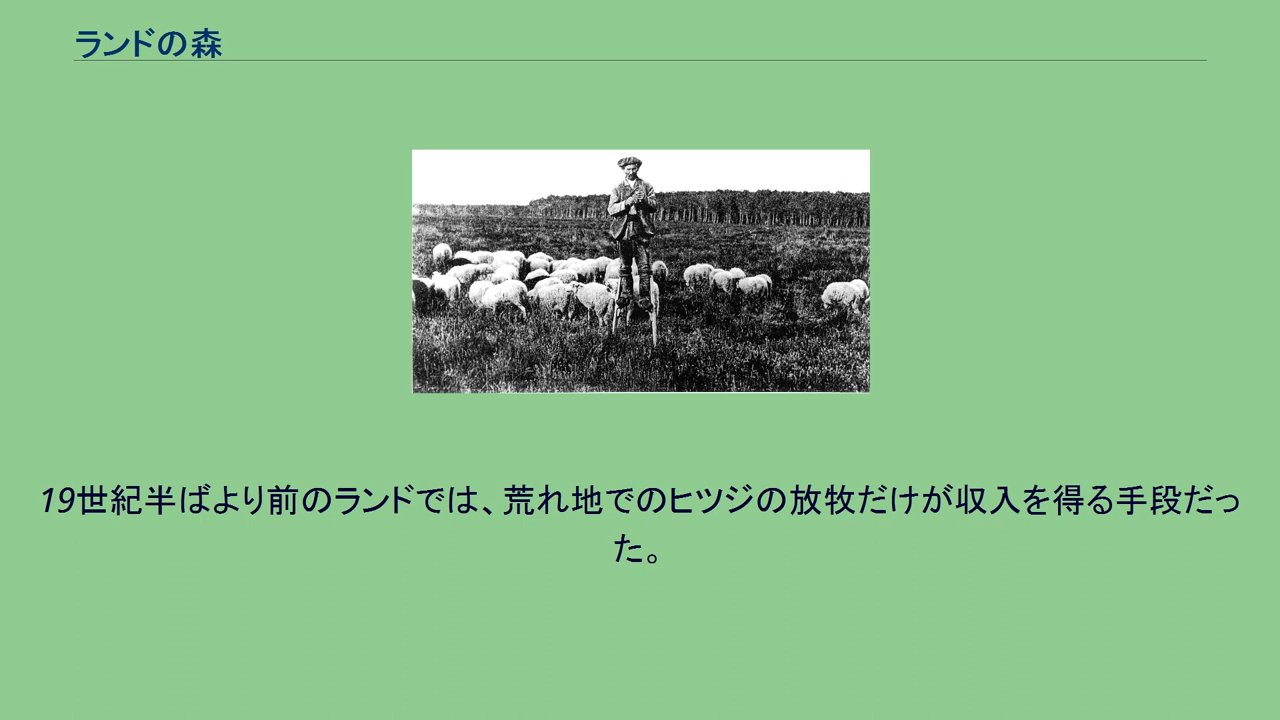 ランドの森
19世紀半ばより前のランドでは、荒れ地でのヒツジの放牧だけが収入を得る手段だっ
た。